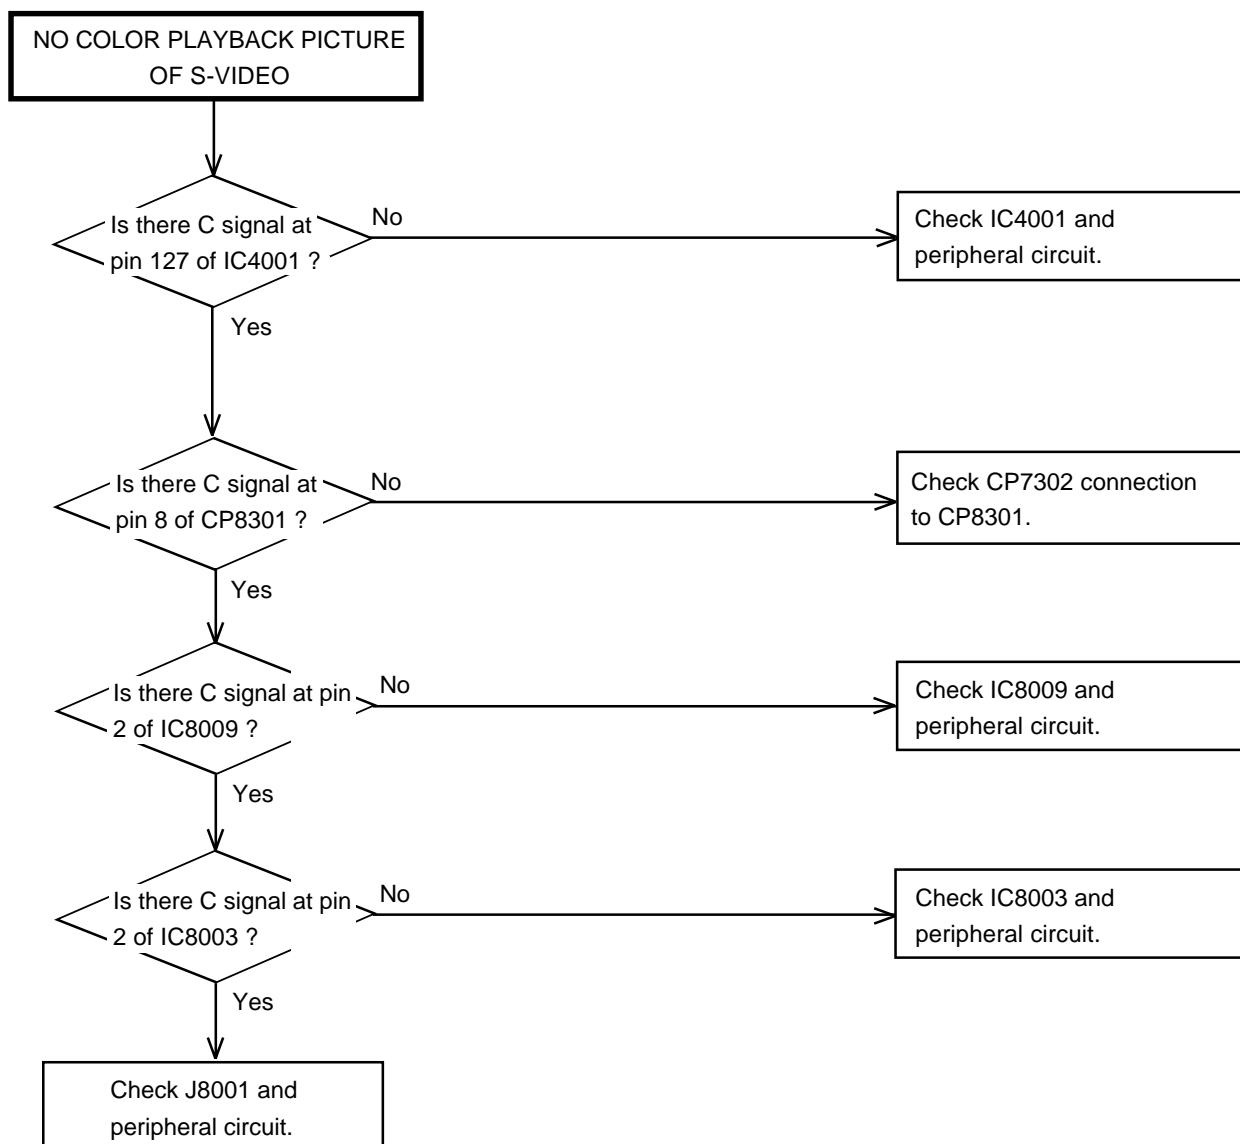 NO COLOR PLAYBACK PICTURE
OF S-VIDEO
Is there C signal at
pin 127 of IC4001 ?
No
Check IC4001 and
peripheral circuit.
Yes
Is there C signal at
pin 8 of CP8301 ?
No
Check CP7302 connection
to CP8301.
Yes
Is there C signal at pin
2 of IC8009 ?
No
Check IC8009 and
peripheral circuit.
Yes
Is there C signal at pin
2 of IC8003 ?
No
Check IC8003 and
peripheral circuit.
Yes
Check J8001 and
peripheral circuit.